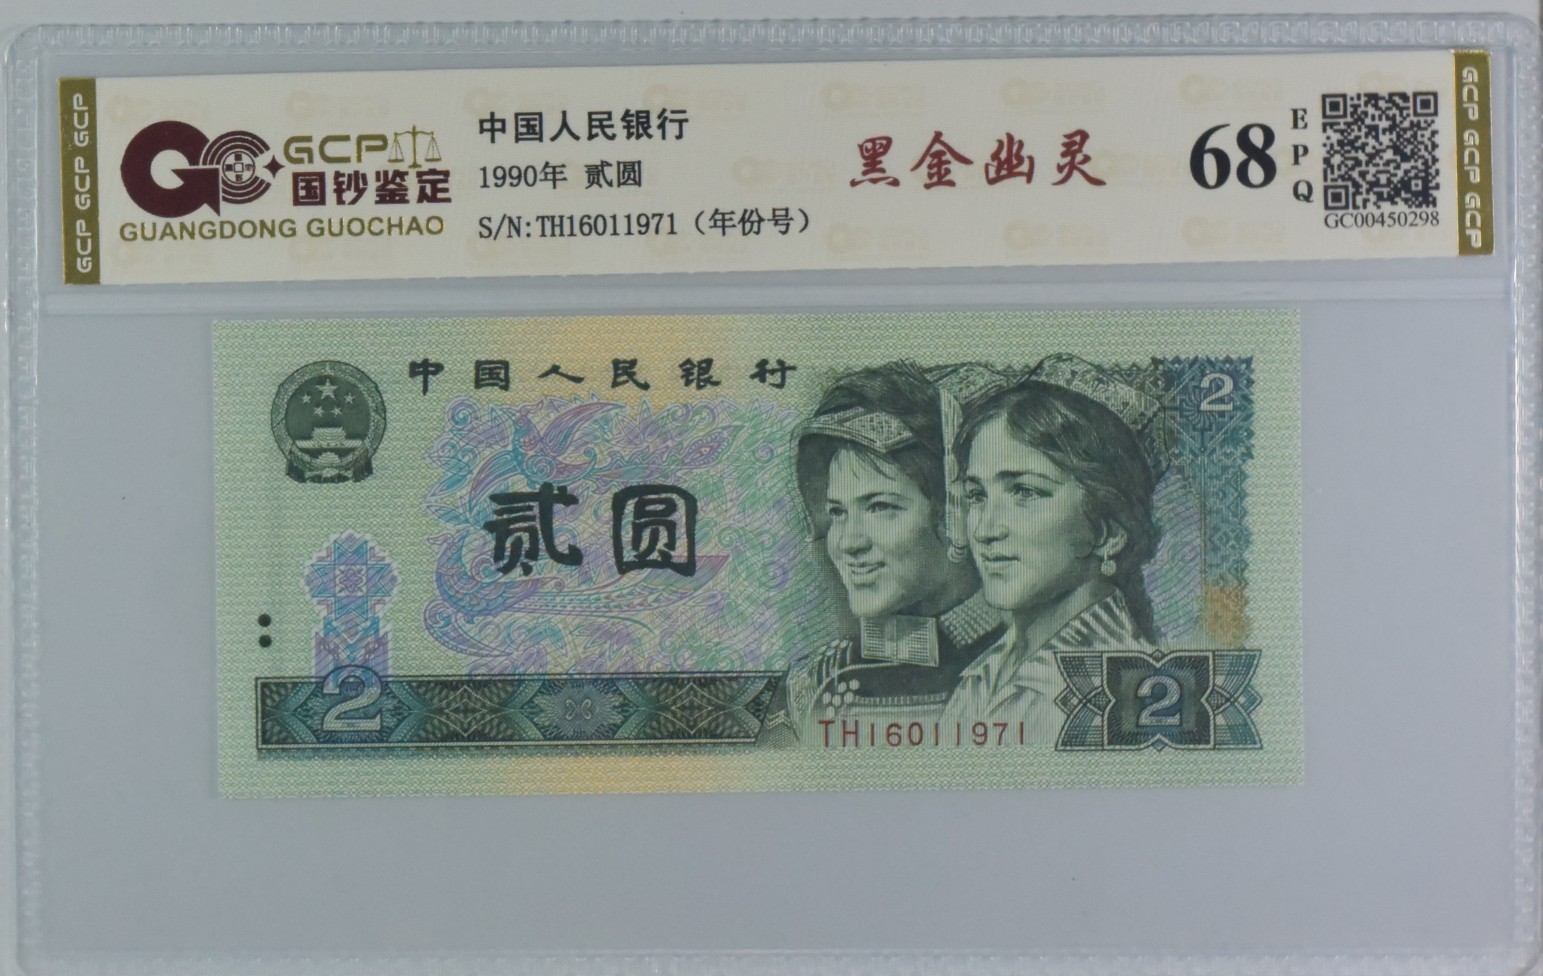 GCP GCP GCP
GCP
国钞鉴定
GUANGDONG GUOCHAO
中国人民银行
1990年 贰圆
S/N:TH16011971（年份号）
黑金幽灵
68
EPQ
GC00450298
GCP GCP GCP
中国人民银行
2
贰圆
2
TH16011971
2